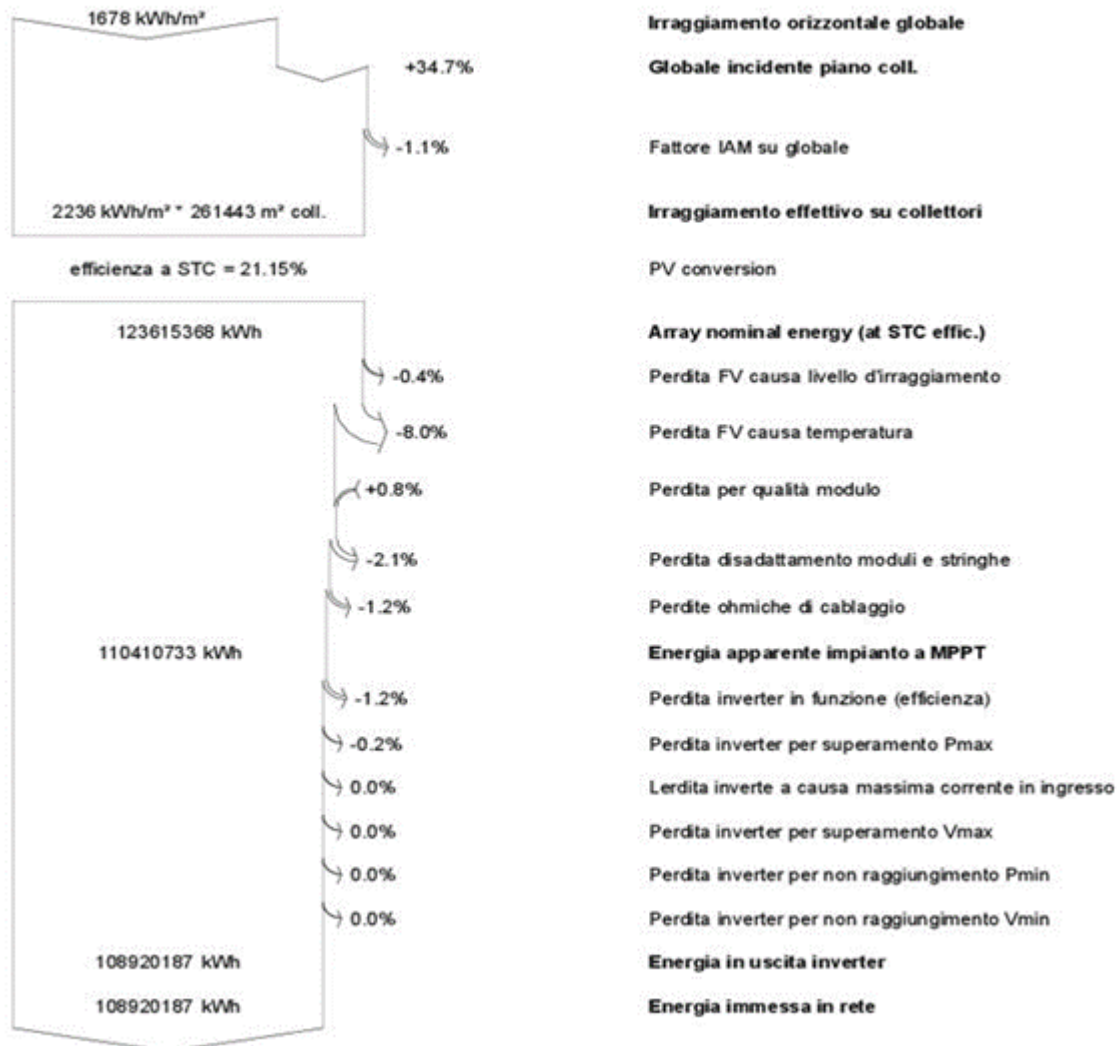 1678 kWh/m² Irraggiamento orizzontale globale
+34.7% Globale incidente piano coll.
-1.1% Fattore IAM su globale
2236 kWh/m² * 261443 m² coll. Irraggiamento effettivo su collettori
efficienza a STC = 21.15% PV conversion
123615368 kWh Array nominal energy (at STC effic.)
-0.4% Perdita FV causa livello d'irraggiamento
-8.0% Perdita FV causa temperatura
+0.8% Perdita per qualità modulo
-2.1% Perdita disadattamento moduli e stringhe
-1.2% Perdite ohmiche di cablaggio
110410733 kWh Energia apparente impianto a MPPT
-1.2% Perdita inverter in funzione (efficienza)
-0.2% Perdita inverter per superamento Pmax
0.0% Lerdita inverte a causa massima corrente in ingresso
0.0% Perdita inverter per superamento Vmax
0.0% Perdita inverter per non raggiungimento Pmin
0.0% Perdita inverter per non raggiungimento Vmin
108920187 kWh Energia in uscita inverter
108920187 kWh Energia immessa in rete